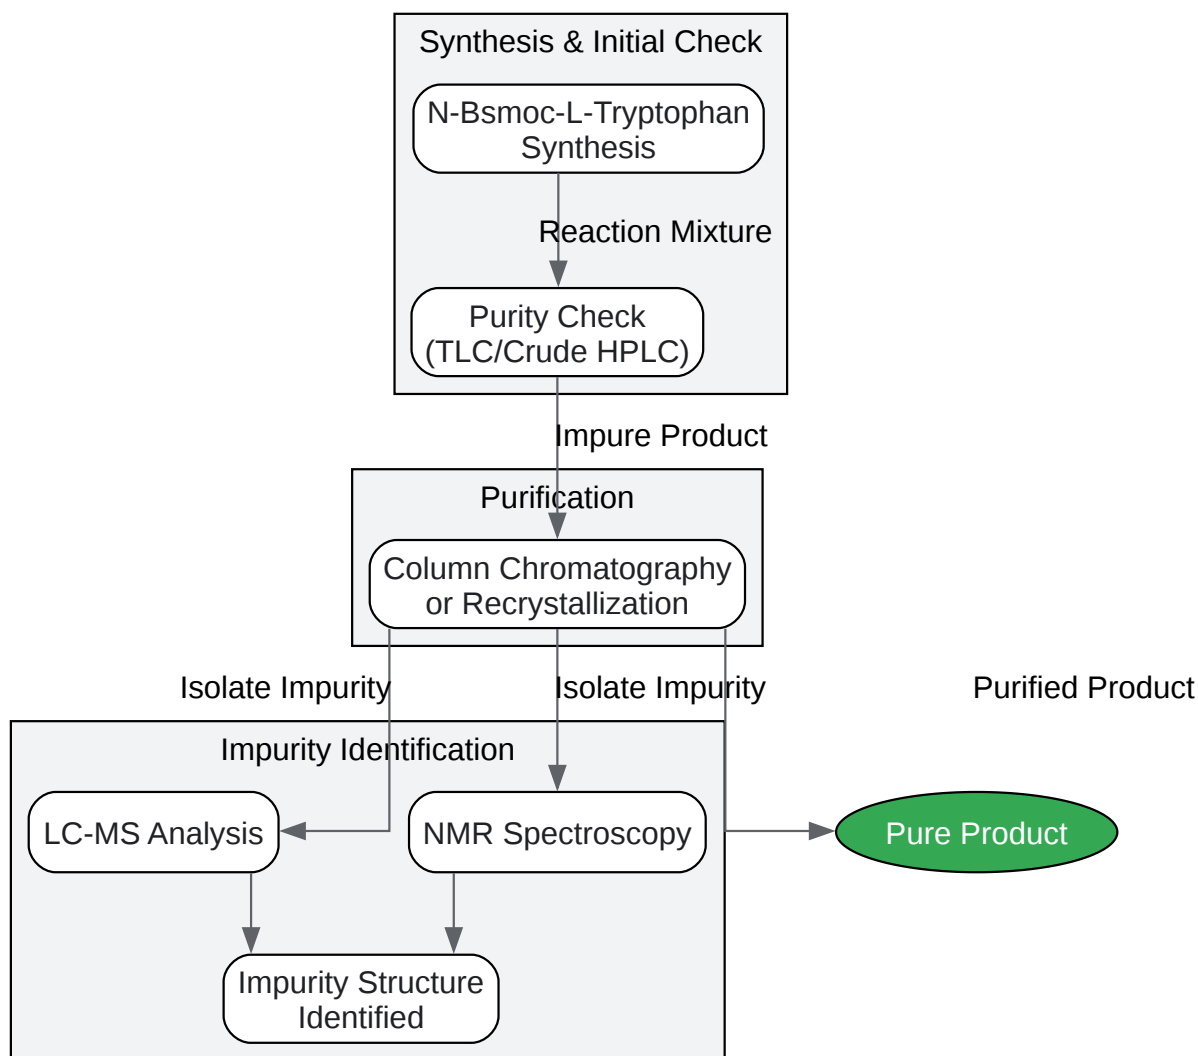 Synthesis & Initial Check
N-Bsmoc-L-Tryptophan
Synthesis
Reaction Mixture
Purity Check
(TLC/Crude HPLC)
Impure Product
Purification
Column Chromatography
or Recrystallization
Isolate Impurity
Isolate Impurity
Purified Product
Impurity Identification
LC-MS Analysis
NMR Spectroscopy
Pure Product
Impurity Structure
Identified